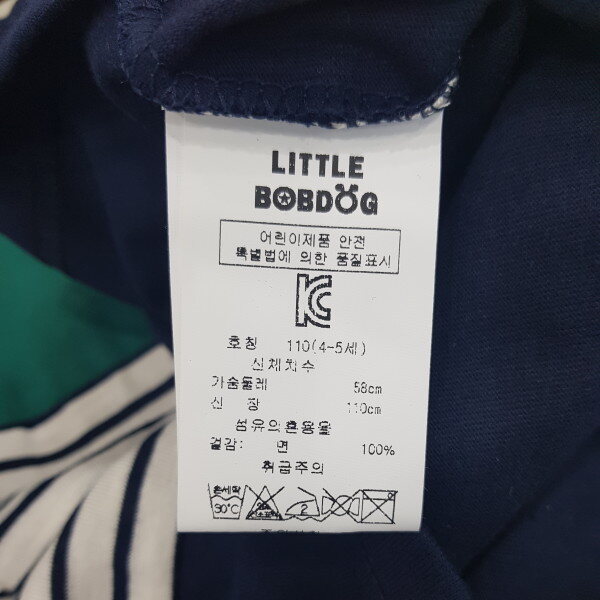 LITTLE
BOBDOG
어린이제품 안전
특별법에 의한 품질표시
호칭 110(4-5세)
신체치수
가슴둘레 58cm
신 장 110cm
섬유의혼용율
겉감: 면 100%
취급주의
손세탁
30℃
2